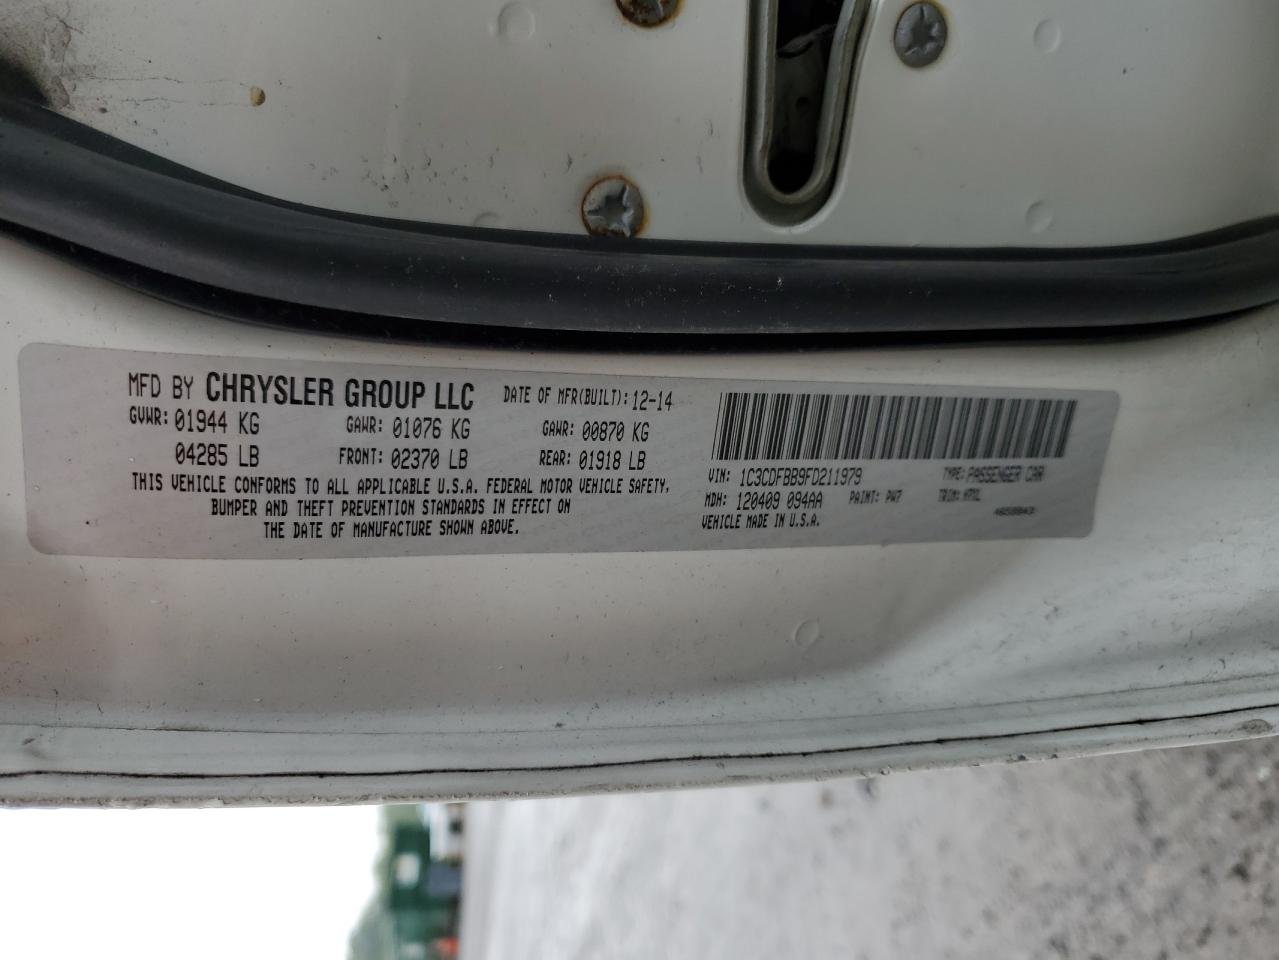 MFD BY CHRYSLER GROUP LLC DATE OF MFR(BUILT): 12-14
GVWR: 01944 KG GAWR: 01076 KG GAWR: 00870 KG
04285 LB FRONT: 02370 LB REAR: 01918 LB
THIS VEHICLE CONFORMS TO ALL APPLICABLE U.S.A. FEDERAL MOTOR VEHICLE SAFETY,
BUMPER AND THEFT PREVENTION STANDARDS IN EFFECT ON
THE DATE OF MANUFACTURE SHOWN ABOVE.
VIN: 1C3CDFBB9FD211979 TYPE: PASSENGER CAR
MDH: 120409 094AA PAINT: PW7 TRIM:
VEHICLE MADE IN U.S.A.